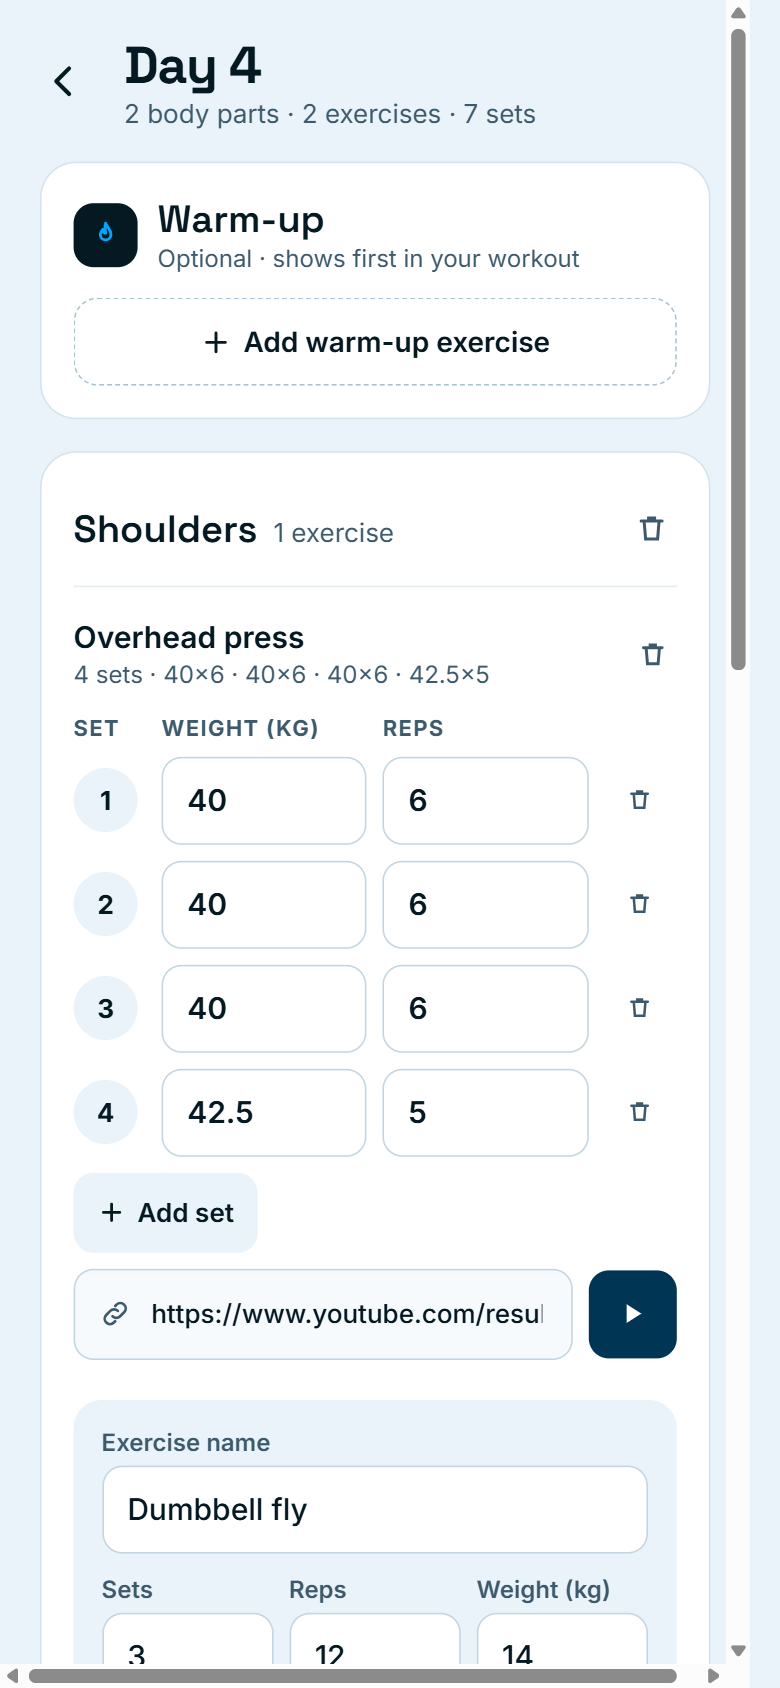 Day 4
2 body parts · 2 exercises · 7 sets
Warm-up
Optional · shows first in your workout
+ Add warm-up exercise
Shoulders 1 exercise
Overhead press
4 sets · 40×6 · 40×6 · 40×6 · 42.5×5
SET WEIGHT (KG) REPS
1 40 6
2 40 6
3 40 6
4 42.5 5
+ Add set
https://www.youtube.com/resul
Exercise name
Dumbbell fly
Sets Reps Weight (kg)
3 12 14